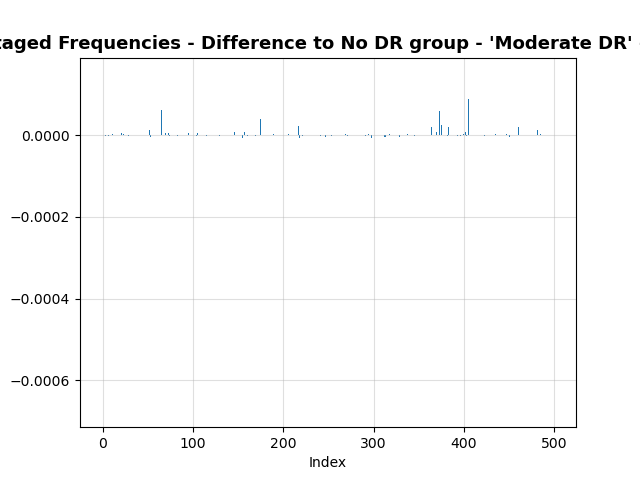 Frequencies - Difference to No DR group - 'Moderate DR'
0.0000
−0.0002
−0.0004
−0.0006
0 100 200 300 400 500
Index